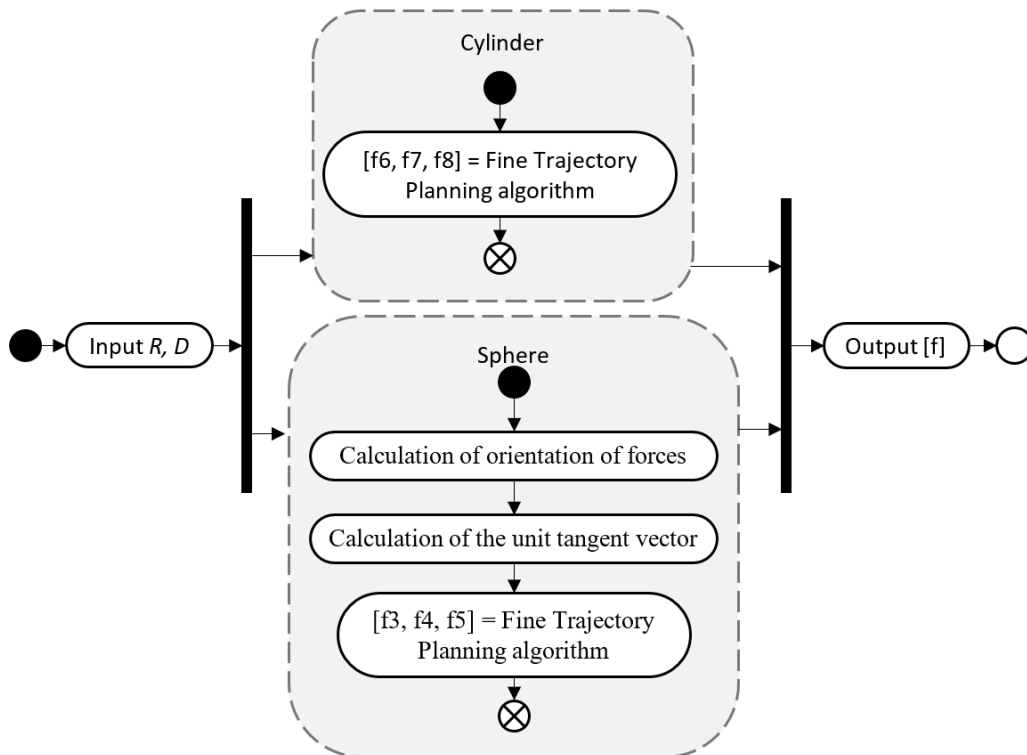 Cylinder
[f6, f7, f8] = Fine Trajectory
Planning algorithm
Input R, D
Sphere
Calculation of orientation of forces
Calculation of the unit tangent vector
[f3, f4, f5] = Fine Trajectory
Planning algorithm
Output [f]